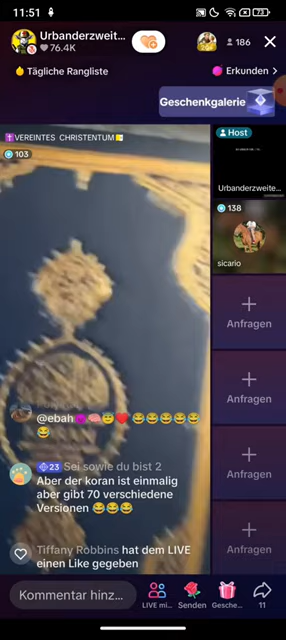 11:51
73
Urbanderzweit...
76.4K
186
Tägliche Rangliste
Erkunden >
Geschenkgalerie
✝️VEREINTES CHRISTENTUM🇻🇦
103
Host
Urbanderzweite...
138
sicario
+
Anfragen
+
Anfragen
+
Anfragen
+
Anfragen
@ebah😈🧠😇❤️ 😂😂😂😂😂
😂
23 Sei sowie du bist 2
Aber der koran ist einmalig
aber gibt 70 verschiedene
Versionen 😂😂😂
Tiffany Robbins hat dem LIVE
einen Like gegeben
Kommentar hinz...
LIVE mi...
Senden
Gesche...
11